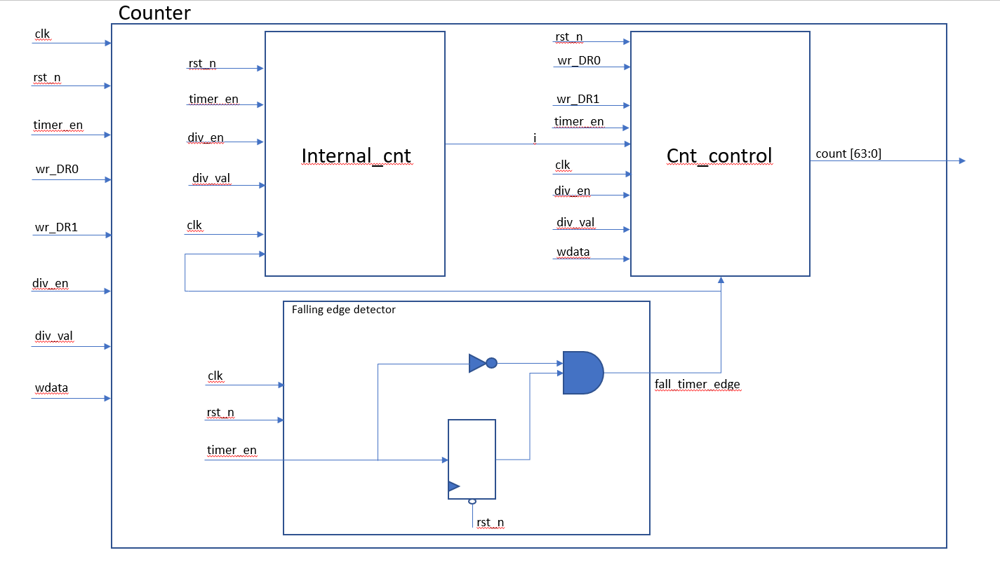 Counter
clk
rst_n
timer_en
wr_DR0
wr_DR1
div_en
div_val
wdata
rst_n
timer_en
div_en
div_val
clk
Internal_cnt
i
rst_n
wr_DR0
wr_DR1
timer_en
clk
div_en
div_val
wdata
Cnt_control
count [63:0]
Falling edge detector
clk
rst_n
timer_en
rst_n
fall_timer_edge